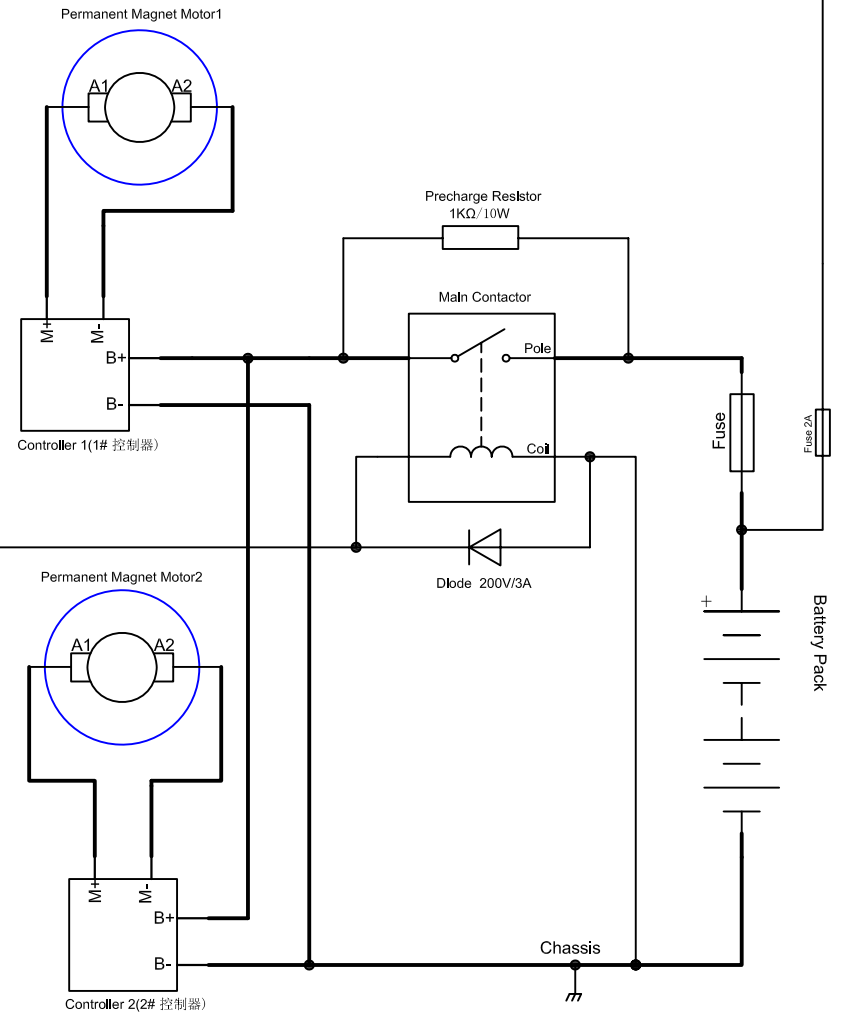 Permanent Magnet Motor1
A1
A2
Precharge Resistor
1KΩ/10W
Main Contactor
M+
M-
Pole
B+
B-
Fuse
Fuse 2A
Controller 1(1# 控制器)
Coil
Permanent Magnet Motor2
Diode 200V/3A
+
Battery Pack
A1
A2
M+
M-
B+
Chassis
B-
Controller 2(2# 控制器)